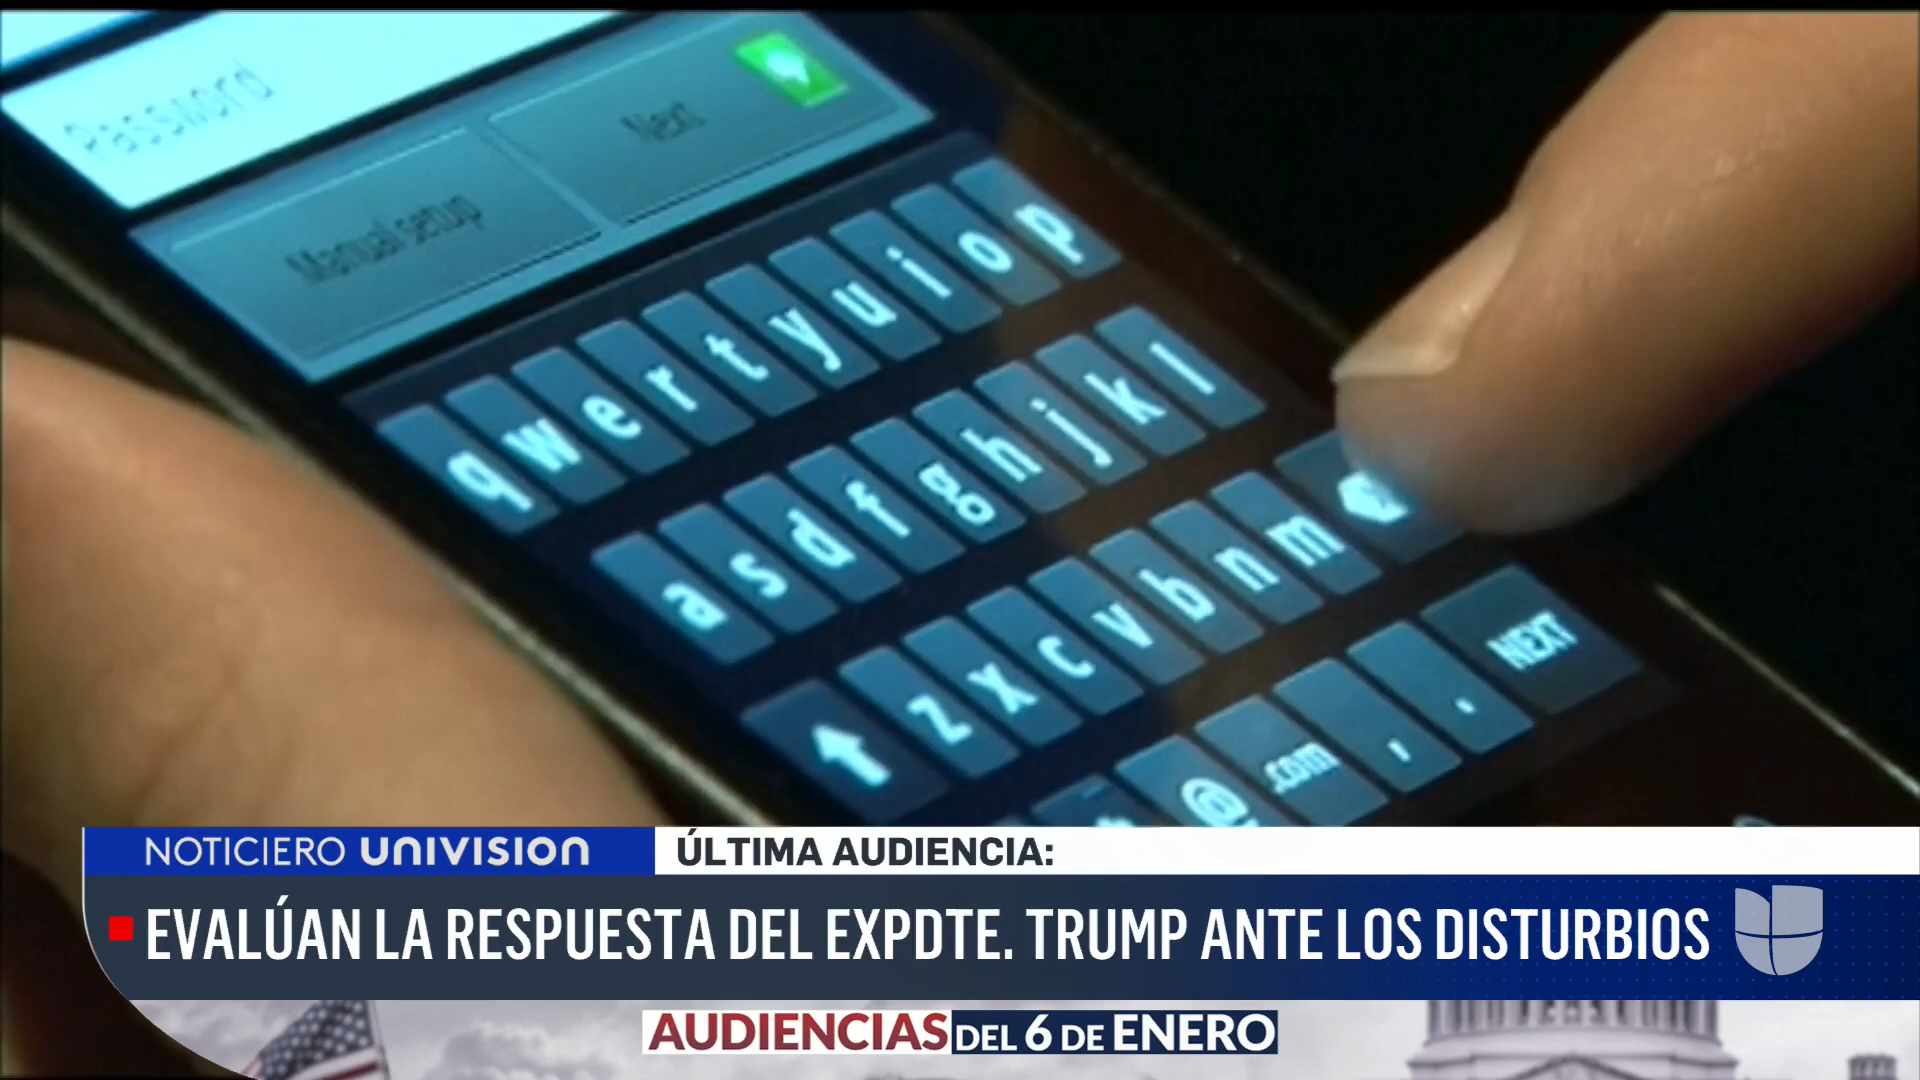 Password
Manual setup
Next
q w e r t y u i o p
a s d f g h j k l
z x c v b n m
@ .com , . NEXT
NOTICIERO UNIVISION
ÚLTIMA AUDIENCIA:
EVALÚAN LA RESPUESTA DEL EXPDTE. TRUMP ANTE LOS DISTURBIOS
AUDIENCIAS DEL 6 DE ENERO